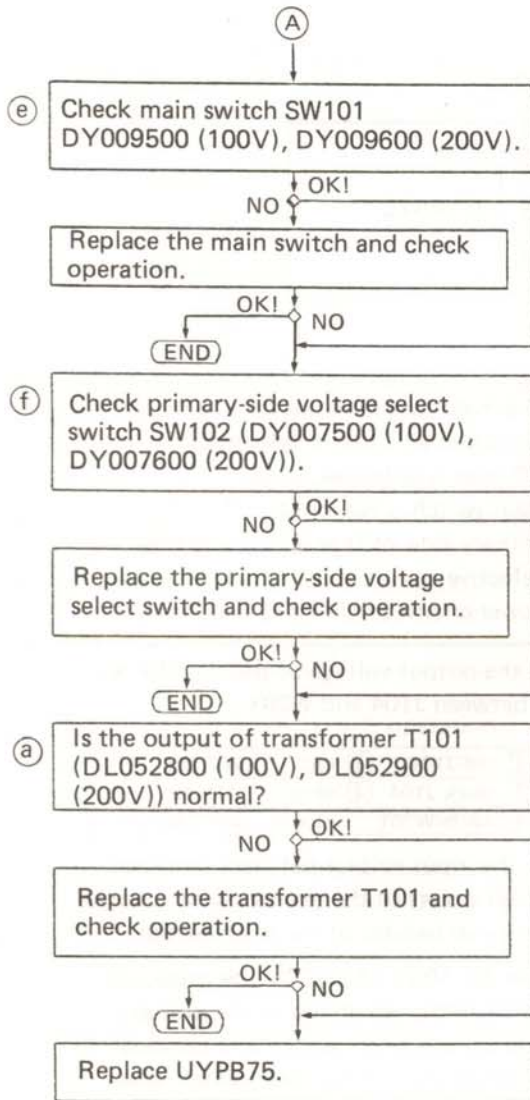 A
e
Check main switch SW101
DY009500 (100V), DY009600 (200V).
OK!
NO
Replace the main switch and check
operation.
OK!
NO
END
f
Check primary-side voltage select
switch SW102 (DY007500 (100V),
DY007600 (200V)).
OK!
NO
Replace the primary-side voltage
select switch and check operation.
OK!
NO
END
a
Is the output of transformer T101
(DL052800 (100V), DL052900
(200V)) normal?
OK!
NO
Replace the transformer T101 and
check operation.
OK!
NO
END
Replace UYPB75.